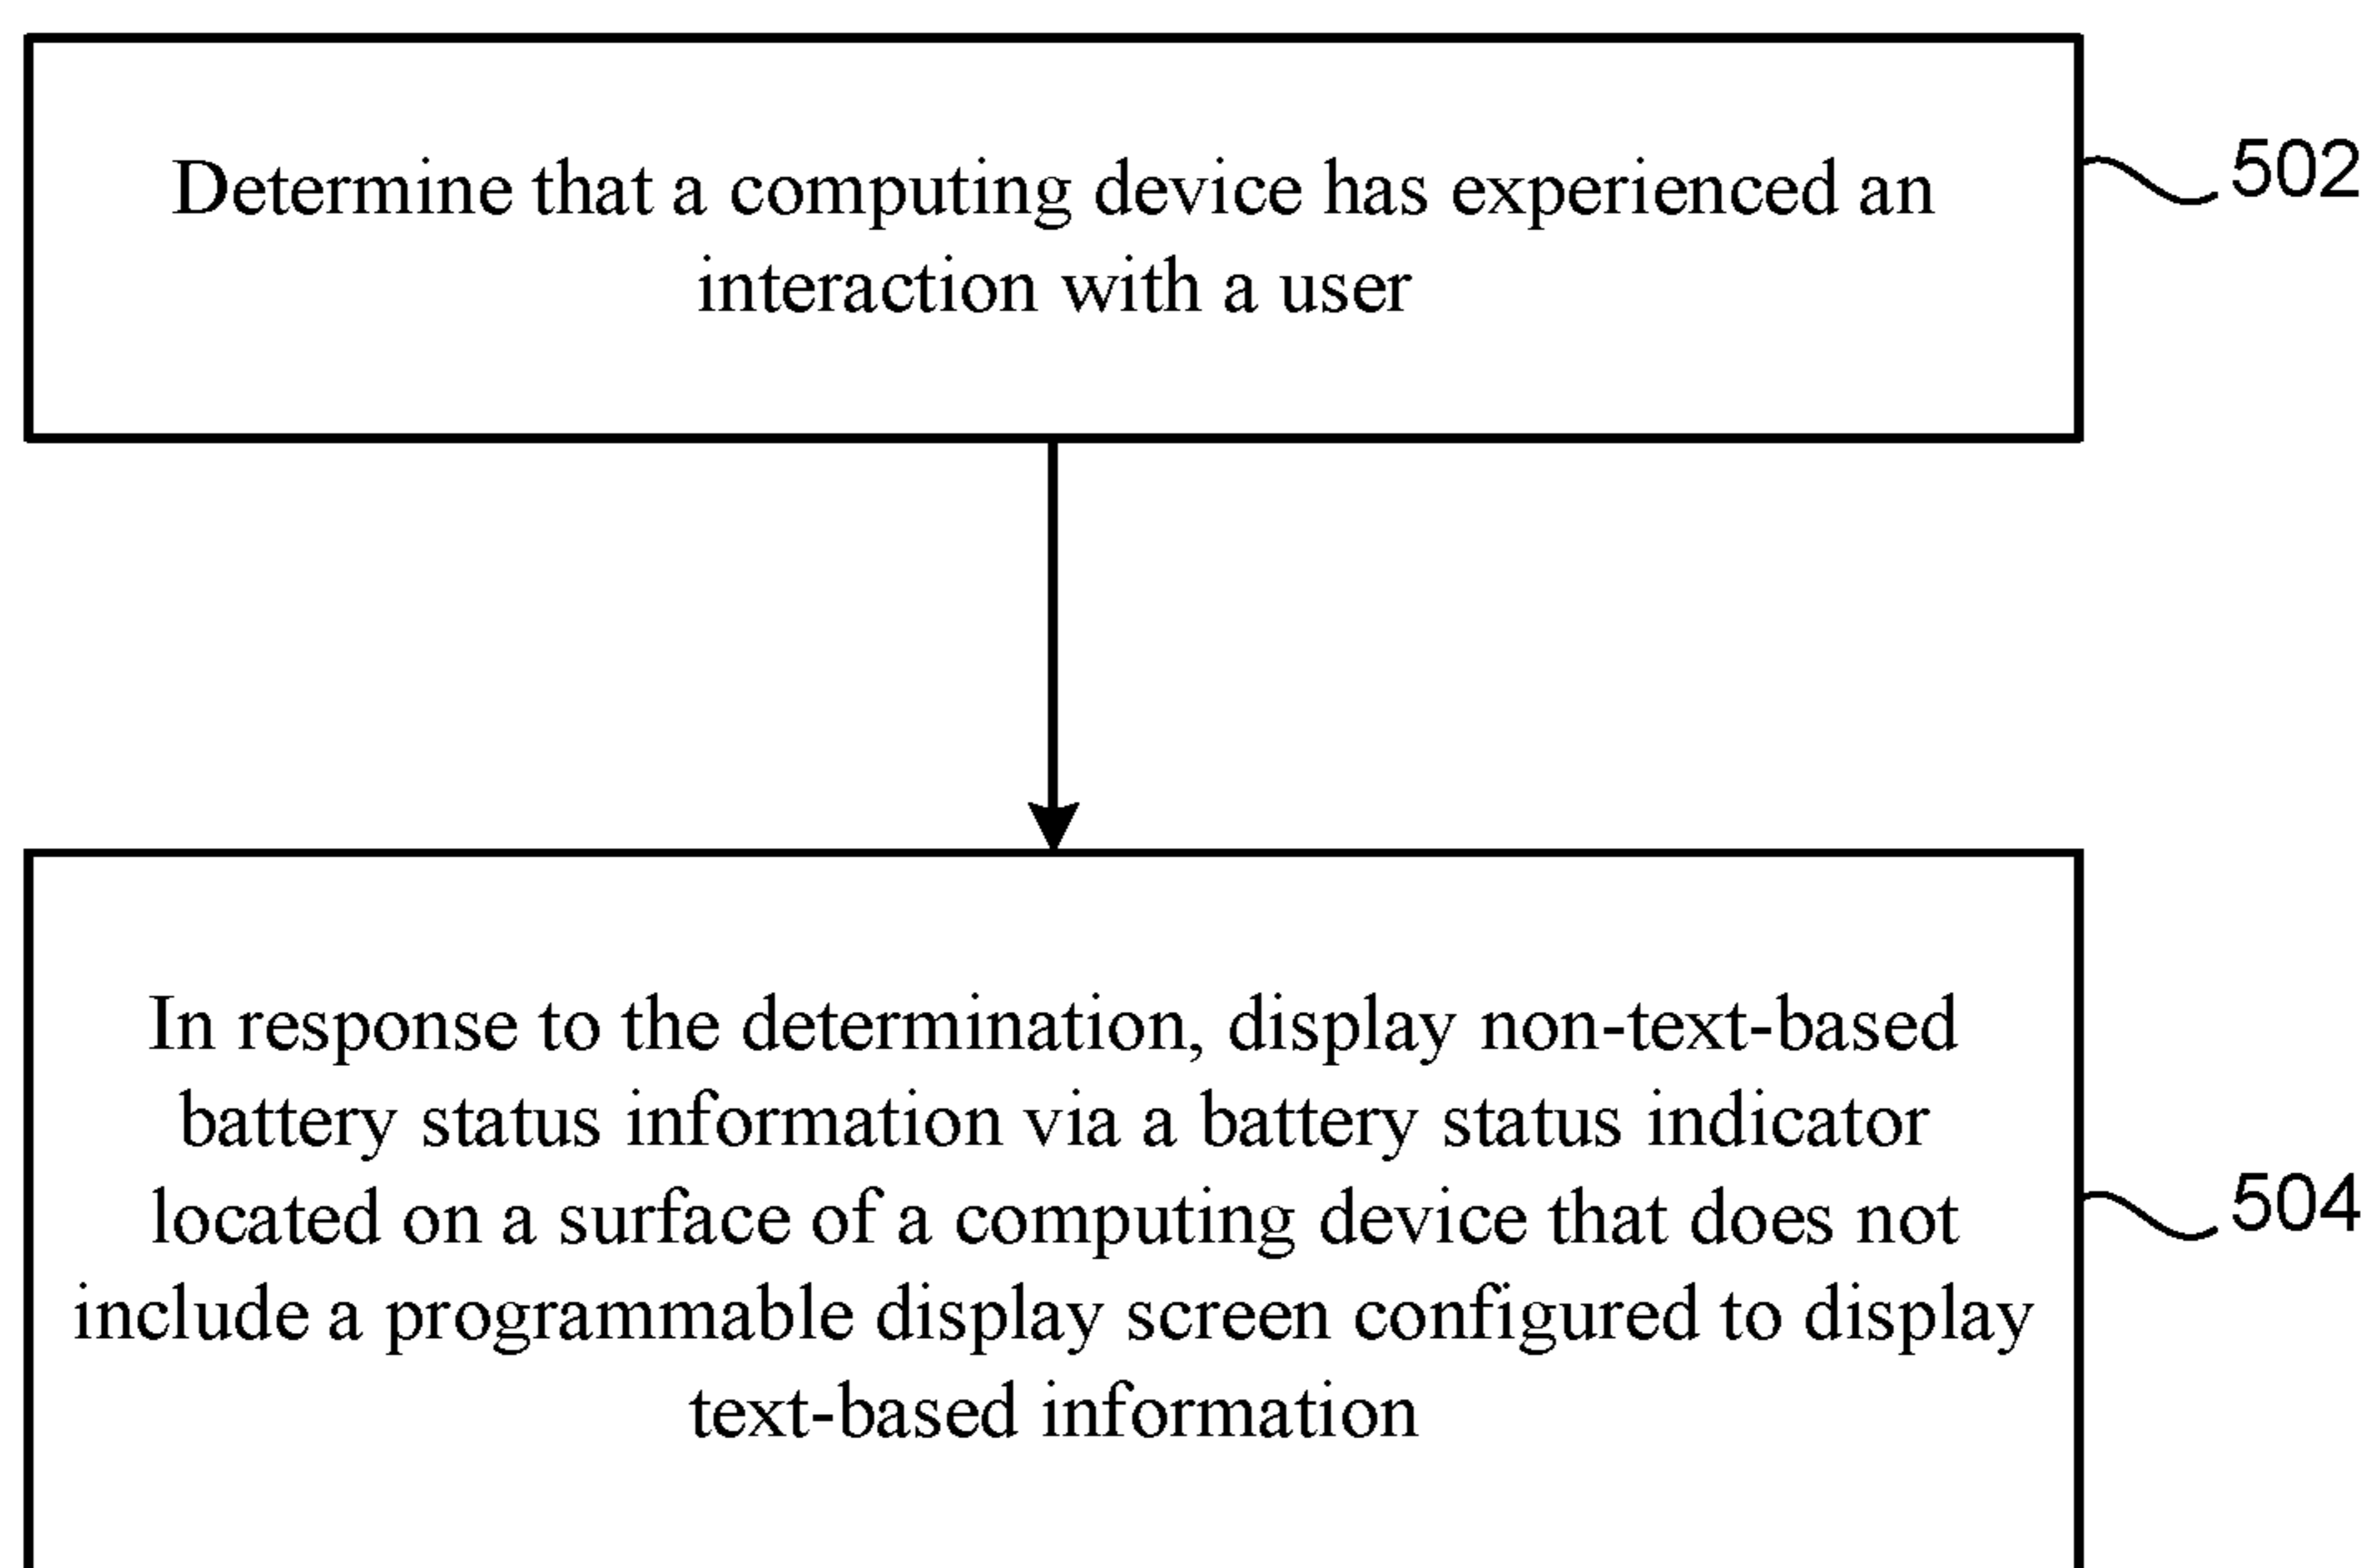 Determine that a computing device has experienced an
interaction with a user
502
In response to the determination, display non-text-based
battery status information via a battery status indicator
located on a surface of a computing device that does not
include a programmable display screen configured to display
text-based information
504